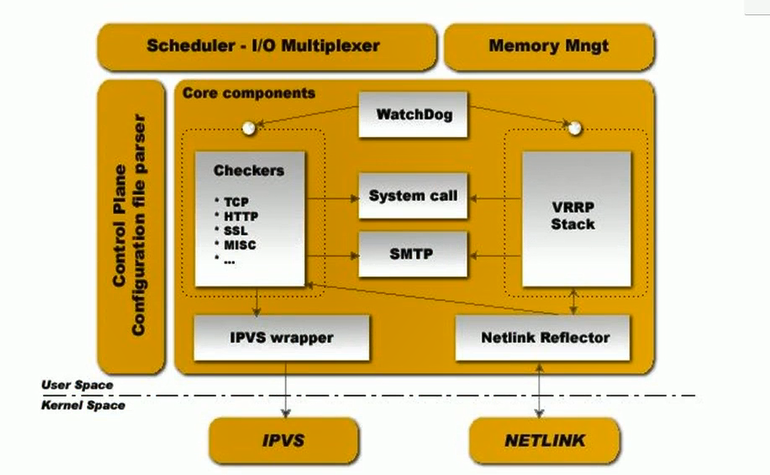 Scheduler - I/O Multiplexer
Memory Mngt
Control Plane
Configuration file parser
Core components
WatchDog
Checkers
* TCP
* HTTP
* SSL
* MISC
* ...
System call
SMTP
VRRP
Stack
IPVS wrapper
Netlink Reflector
User Space
Kernel Space
IPVS
NETLINK